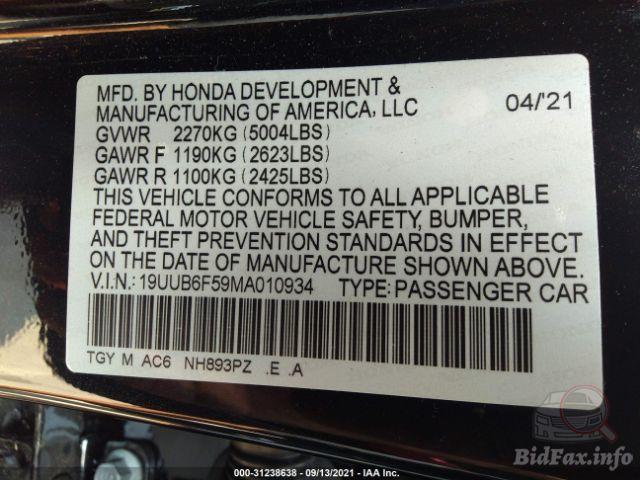 MFD. BY HONDA DEVELOPMENT &
MANUFACTURING OF AMERICA, LLC 04/'21
GVWR 2270KG (5004LBS)
GAWR F 1190KG (2623LBS)
GAWR R 1100KG (2425LBS)
THIS VEHICLE CONFORMS TO ALL APPLICABLE
FEDERAL MOTOR VEHICLE SAFETY, BUMPER,
AND THEFT PREVENTION STANDARDS IN EFFECT
ON THE DATE OF MANUFACTURE SHOWN ABOVE.
V.I.N.: 19UUB6F59MA010934 TYPE: PASSENGER CAR
TGY M AC6 NH893PZ .E .A
BidFax.info
000-31238638 - 09/13/2021 - IAA Inc.